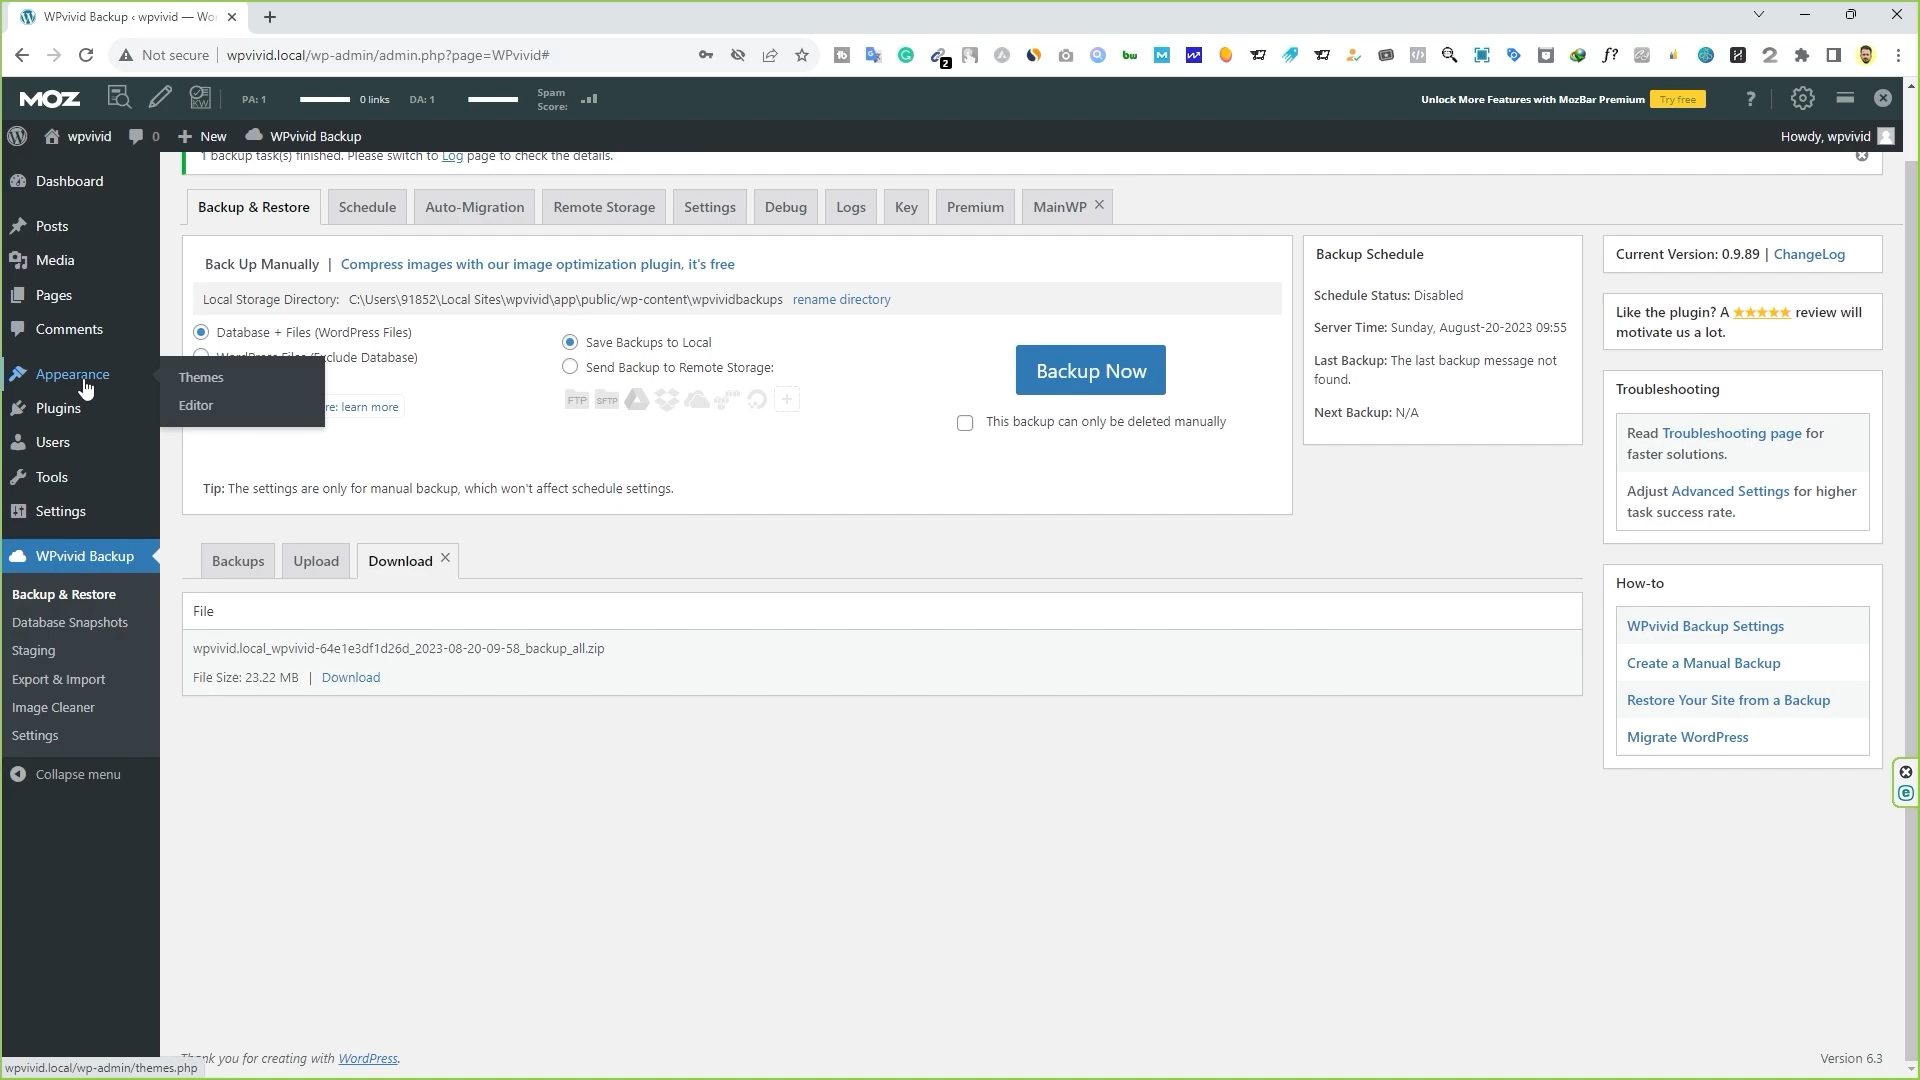 WPvivid Backup ‹ wpvivid — Wor
Not secure
wpvivid.local/wp-admin/admin.php?page=WPvivid#
2
bw
f?
MOZ
KW
PA: 1
0 links
DA: 1
Spam
Score:
Unlock More Features with MozBar Premium
Try free
?
wpvivid
0
New
WPvivid Backup
Howdy, wpvivid
1 backup task(s) finished. Please switch to Log page to check the details.
Dashboard
Posts
Media
Pages
Comments
Appearance
Themes
Editor
Plugins
Users
Tools
Settings
WPvivid Backup
Backup & Restore
Database Snapshots
Staging
Export & Import
Image Cleaner
Settings
Collapse menu
Backup & Restore
Schedule
Auto-Migration
Remote Storage
Settings
Debug
Logs
Key
Premium
MainWP
Back Up Manually | Compress images with our image optimization plugin, it's free
Local Storage Directory: C:\Users\91852\Local Sites\wpvivid\app\public/wp-content\wpvividbackups rename directory
Database + Files (WordPress Files)
WordPress Files (Exclude Database)
re: learn more
Save Backups to Local
Send Backup to Remote Storage:
FTP
SFTP
Backup Now
This backup can only be deleted manually
Tip: The settings are only for manual backup, which won't affect schedule settings.
Backup Schedule
Schedule Status: Disabled
Server Time: Sunday, August-20-2023 09:55
Last Backup: The last backup message not
found.
Next Backup: N/A
Current Version: 0.9.89 | ChangeLog
Like the plugin? A ★★★★★ review will
motivate us a lot.
Troubleshooting
Read Troubleshooting page for
faster solutions.
Adjust Advanced Settings for higher
task success rate.
How-to
WPvivid Backup Settings
Create a Manual Backup
Restore Your Site from a Backup
Migrate WordPress
Backups
Upload
Download
File
wpvivid.local_wpvivid-64e1e3df1d26d_2023-08-20-09-58_backup_all.zip
File Size: 23.22 MB | Download
Thank you for creating with WordPress.
Version 6.3
wpvivid.local/wp-admin/themes.php